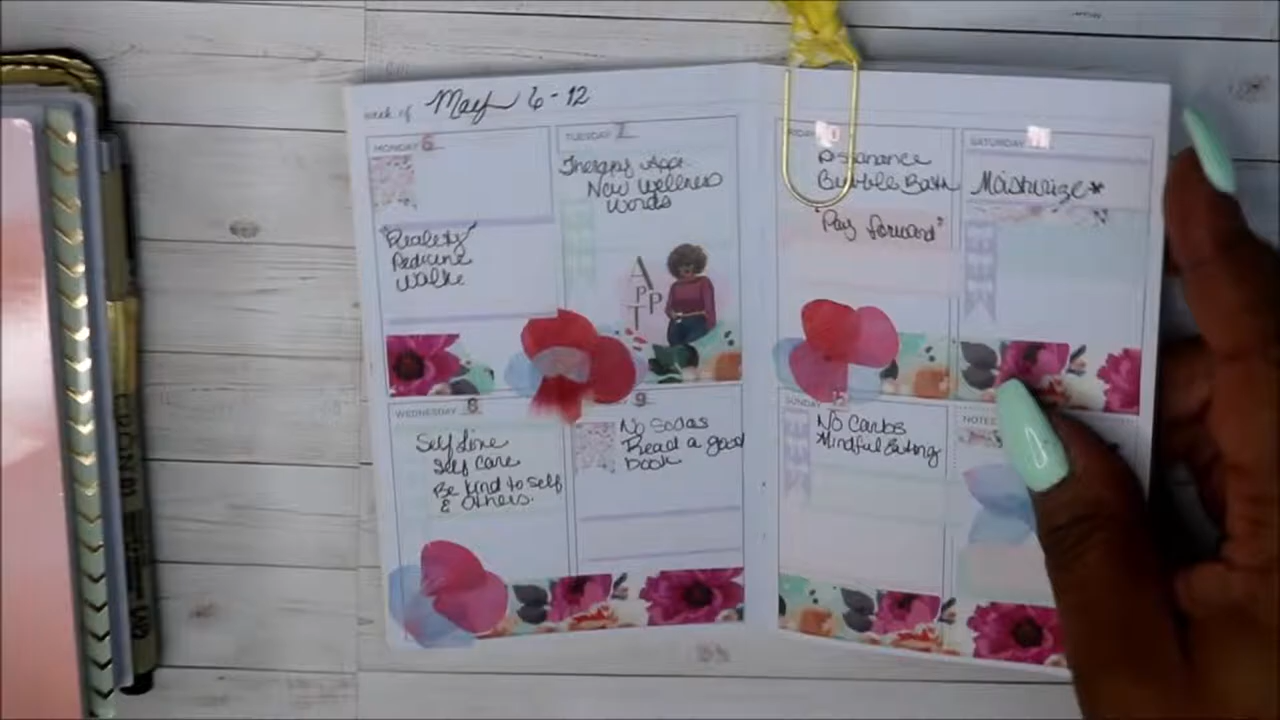 week of May 6-12
MONDAY 6
"Reality"
Medicine
Walk
TUESDAY 7
Therapy Appt.
New Wellness
Words
APPT
WEDNESDAY 8
Self Love
Self Care
Be kind to self
& Others.
9
No Sodas
Read a good
book
Bubble Bath
"Pay forward"
SATURDAY 11
Moisturize*
SUNDAY
No Carbs
Mindful Eating
NOTES